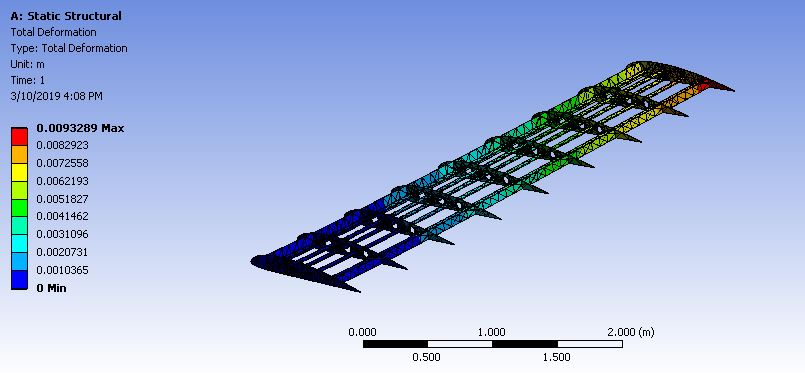 A: Static Structural
Total Deformation
Type: Total Deformation
Unit: m
Time: 1
3/10/2019 4:08 PM
0.0093289 Max
0.0082923
0.0072558
0.0062193
0.0051827
0.0041462
0.0031096
0.0020731
0.0010365
0 Min
0.000 1.000 2.000 (m)
0.500 1.500